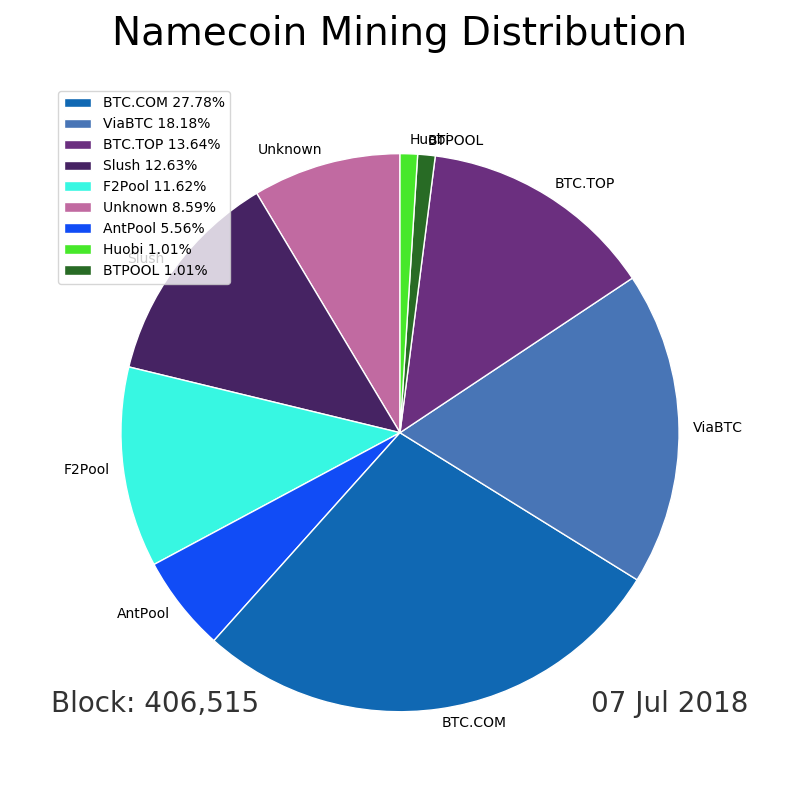 Namecoin Mining Distribution
BTC.COM 27.78%
ViaBTC 18.18%
BTC.TOP 13.64%
Slush 12.63%
F2Pool 11.62%
Unknown 8.59%
AntPool 5.56%
Huobi 1.01%
BTPOOL 1.01%
Unknown
Huobi
BTPOOL
BTC.TOP
Slush
ViaBTC
F2Pool
AntPool
BTC.COM
Block: 406,515
07 Jul 2018